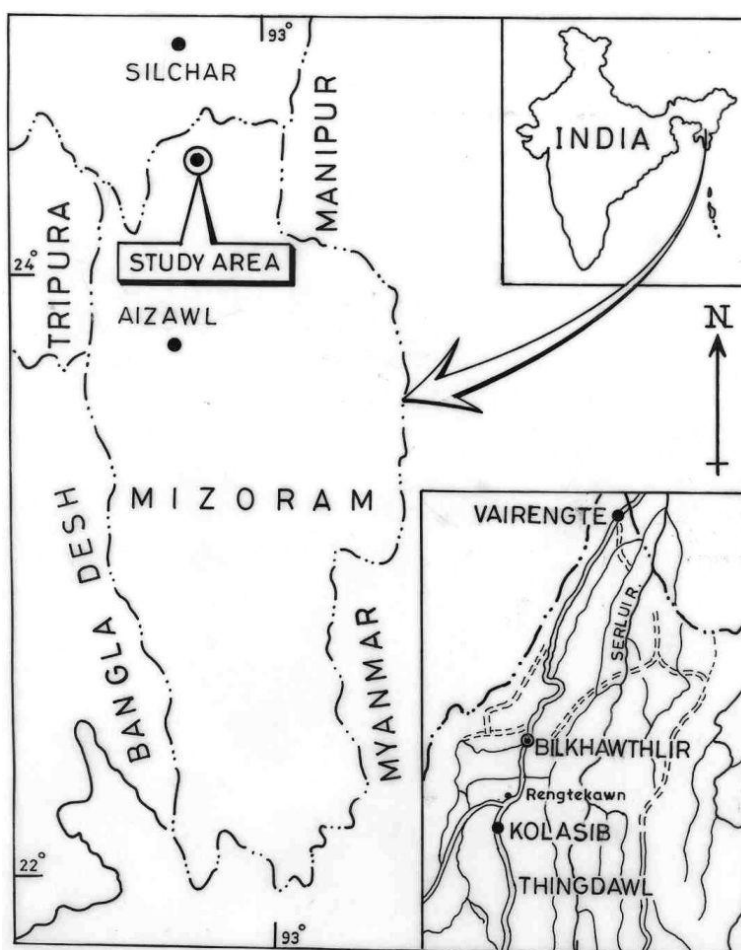 93°
SILCHAR
MANIPUR
INDIA
TRIPURA
STUDY AREA
24°
AIZAWL
N
MIZORAM
BANGLA DESH
MYANMAR
VAIRENGTE
SERLUI R.
BILKHAWTHLIR
Rengtekawn
KOLASIB
THINGDAWL
22°
93°